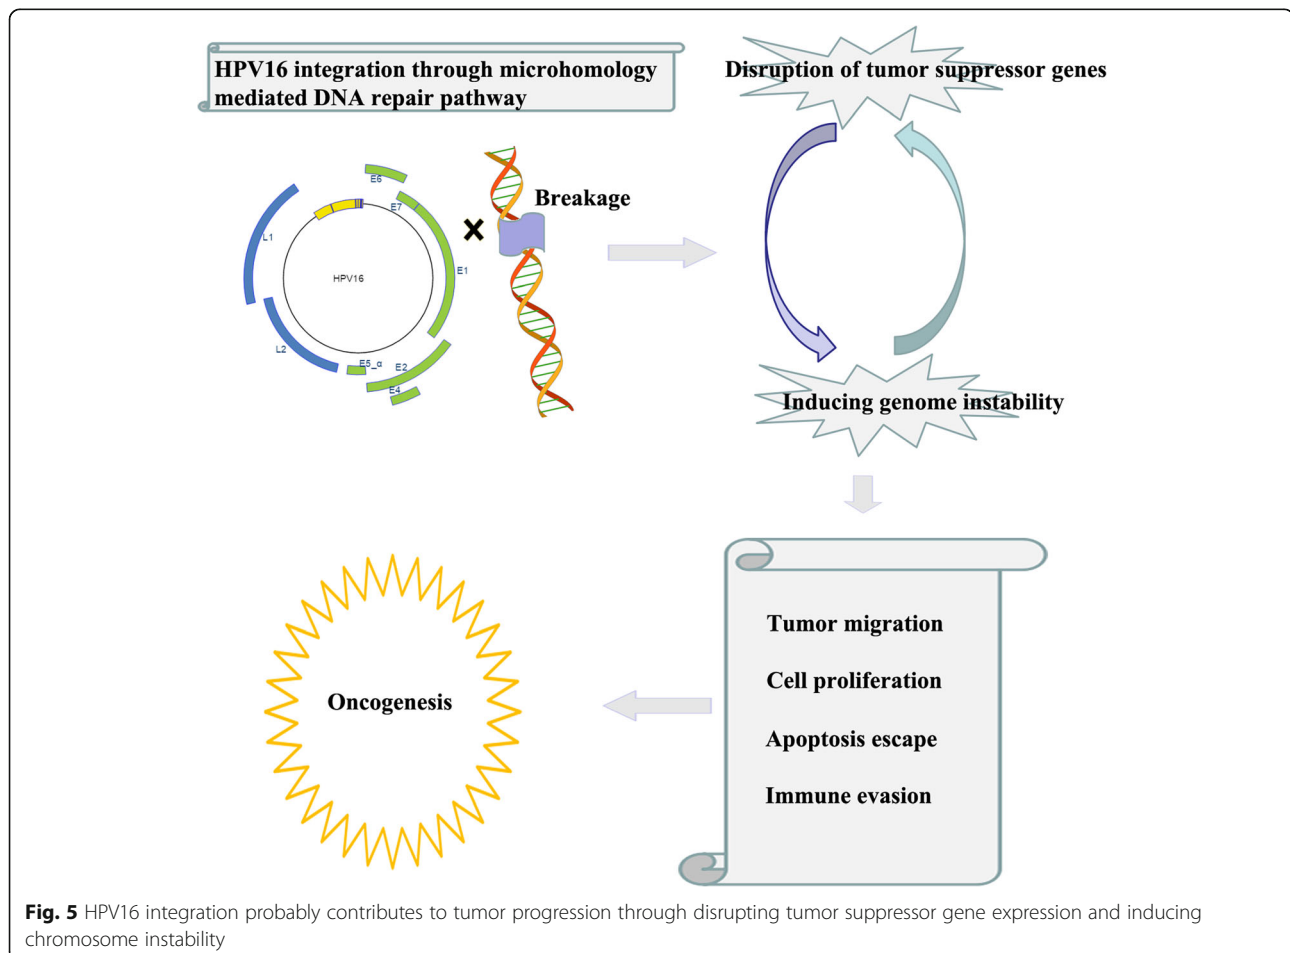 HPV16 integration through microhomology
mediated DNA repair pathway
Disruption of tumor suppressor genes
E6
E7
Breakage
L1
HPV16
E1
L2
E5_α
E2
E4
Inducing genome instability
Tumor migration
Cell proliferation
Apoptosis escape
Immune evasion
Oncogenesis
Fig. 5 HPV16 integration probably contributes to tumor progression through disrupting tumor suppressor gene expression and inducing
chromosome instability